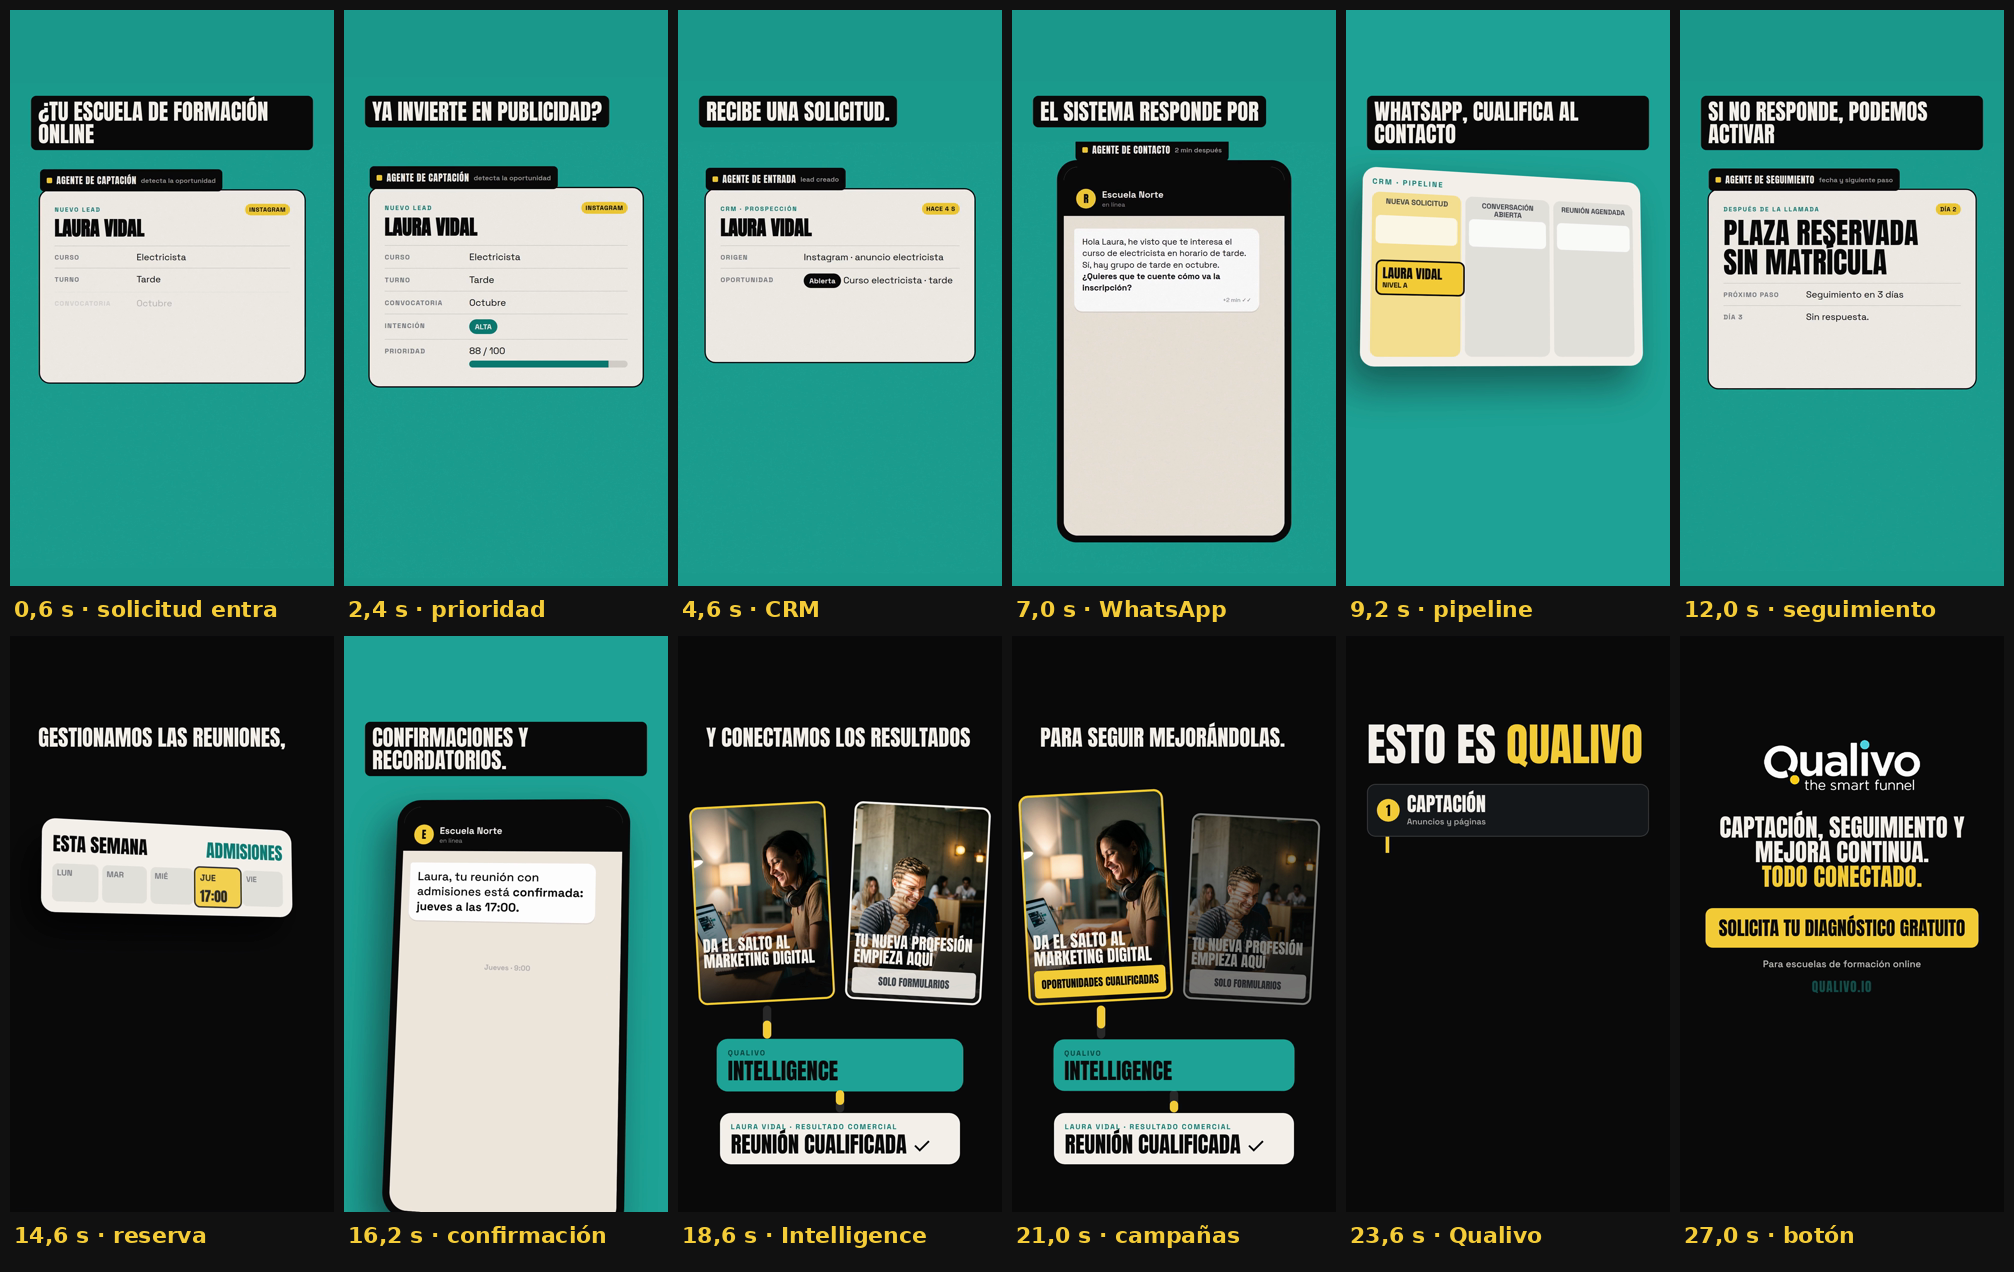 ¿TU ESCUELA DE FORMACIÓN
ONLINE
AGENTE DE CAPTACIÓN detecta la oportunidad
NUEVO LEAD
INSTAGRAM
LAURA VIDAL
CURSO Electricista
TURNO Tarde
CONVOCATORIA Octubre
0,6 s · solicitud entra
YA INVIERTE EN PUBLICIDAD?
AGENTE DE CAPTACIÓN detecta la oportunidad
NUEVO LEAD
INSTAGRAM
LAURA VIDAL
CURSO Electricista
TURNO Tarde
CONVOCATORIA Octubre
INTENCIÓN ALTA
PRIORIDAD 88 / 100
2,4 s · prioridad
RECIBE UNA SOLICITUD.
AGENTE DE ENTRADA lead creado
CRM · PROSPECCIÓN
HACE 4 S
LAURA VIDAL
ORIGEN Instagram · anuncio electricista
OPORTUNIDAD Abierta Curso electricista · tarde
4,6 s · CRM
EL SISTEMA RESPONDE POR
AGENTE DE CONTACTO 2 min después
R
Escuela Norte
en línea
Hola Laura, he visto que te interesa el
curso de electricista en horario de tarde.
Sí, hay grupo de tarde en octubre.
¿Quieres que te cuente cómo va la
inscripción?
+2 min ✓✓
7,0 s · WhatsApp
WHATSAPP, CUALIFICA AL
CONTACTO
CRM · PIPELINE
NUEVA SOLICITUD
CONVERSACIÓN
ABIERTA
REUNIÓN AGENDADA
LAURA VIDAL
NIVEL A
9,2 s · pipeline
SI NO RESPONDE, PODEMOS
ACTIVAR
AGENTE DE SEGUIMIENTO fecha y siguiente paso
DESPUÉS DE LA LLAMADA
DÍA 2
PLAZA RESERVADA
SIN MATRÍCULA
PRÓXIMO PASO Seguimiento en 3 días
DÍA 3 Sin respuesta.
12,0 s · seguimiento
GESTIONAMOS LAS REUNIONES,
ESTA SEMANA
ADMISIONES
LUN MAR MIÉ JUE VIE
17:00
14,6 s · reserva
CONFIRMACIONES Y
RECORDATORIOS.
E
Escuela Norte
en línea
Laura, tu reunión con
admisiones está confirmada:
jueves a las 17:00.
Jueves · 9:00
16,2 s · confirmación
Y CONECTAMOS LOS RESULTADOS
DA EL SALTO AL
MARKETING DIGITAL
TU NUEVA PROFESIÓN
EMPIEZA AQUÍ
SOLO FORMULARIOS
QUALIVO
INTELLIGENCE
LAURA VIDAL · RESULTADO COMERCIAL
REUNIÓN CUALIFICADA ✓
18,6 s · Intelligence
PARA SEGUIR MEJORÁNDOLAS.
DA EL SALTO AL
MARKETING DIGITAL
OPORTUNIDADES CUALIFICADAS
TU NUEVA PROFESIÓN
EMPIEZA AQUÍ
SOLO FORMULARIOS
QUALIVO
INTELLIGENCE
LAURA VIDAL · RESULTADO COMERCIAL
REUNIÓN CUALIFICADA ✓
21,0 s · campañas
ESTO ES QUALIVO
1
CAPTACIÓN
Anuncios y páginas
23,6 s · Qualivo
Qualivo
the smart funnel
CAPTACIÓN, SEGUIMIENTO Y
MEJORA CONTINUA.
TODO CONECTADO.
SOLICITA TU DIAGNÓSTICO GRATUITO
Para escuelas de formación online
QUALIVO.IO
27,0 s · botón